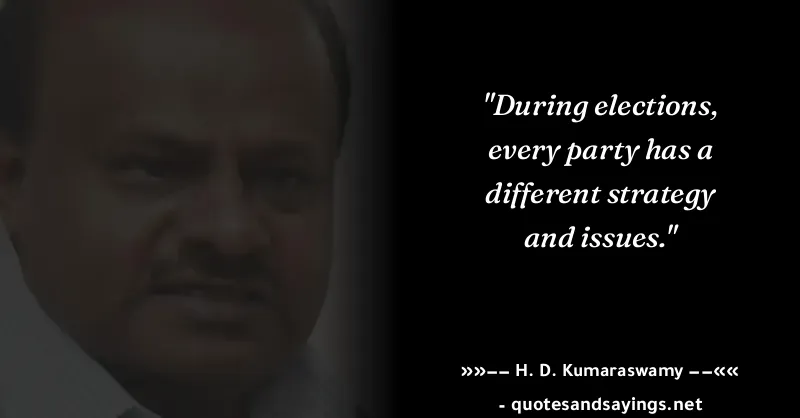 "During elections,
every party has a
different strategy
and issues."
»»–– H. D. Kumaraswamy ––««
- quotesandsayings.net